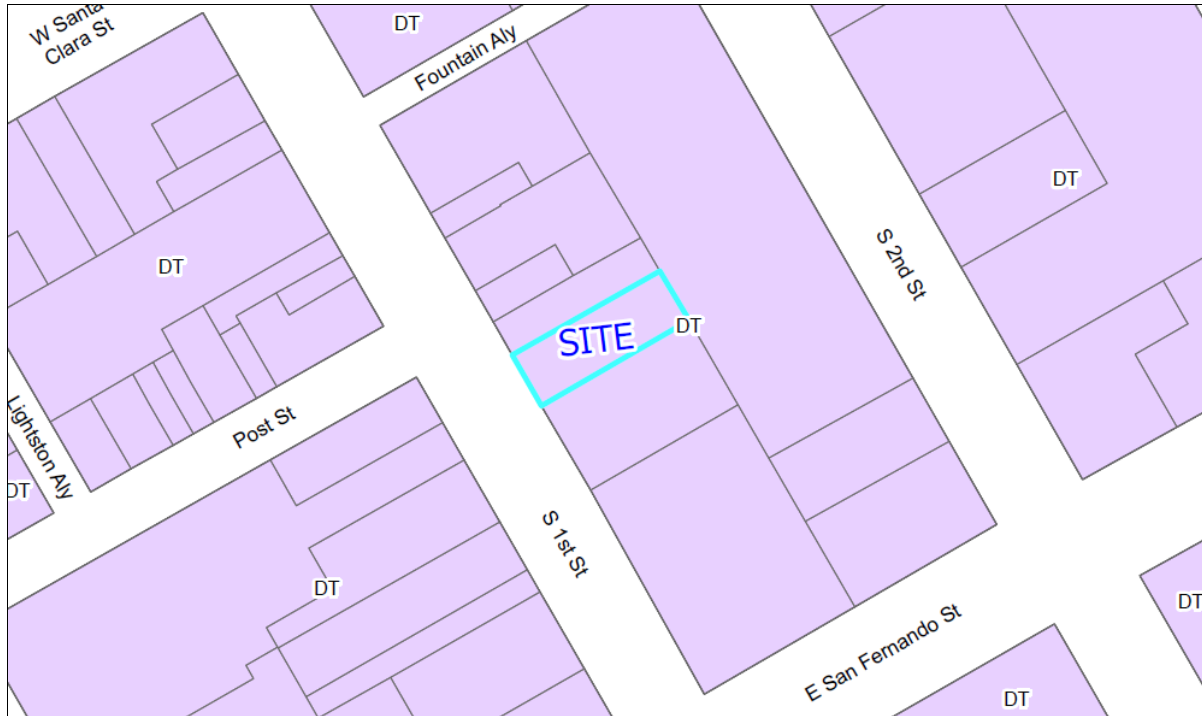 W Santa
Clara St
DT
Fountain Aly
DT
DT
S 2nd St
SITE
DT
Lightston Aly
Post St
DT
S 1st St
DT
DT
E San Fernando St
DT